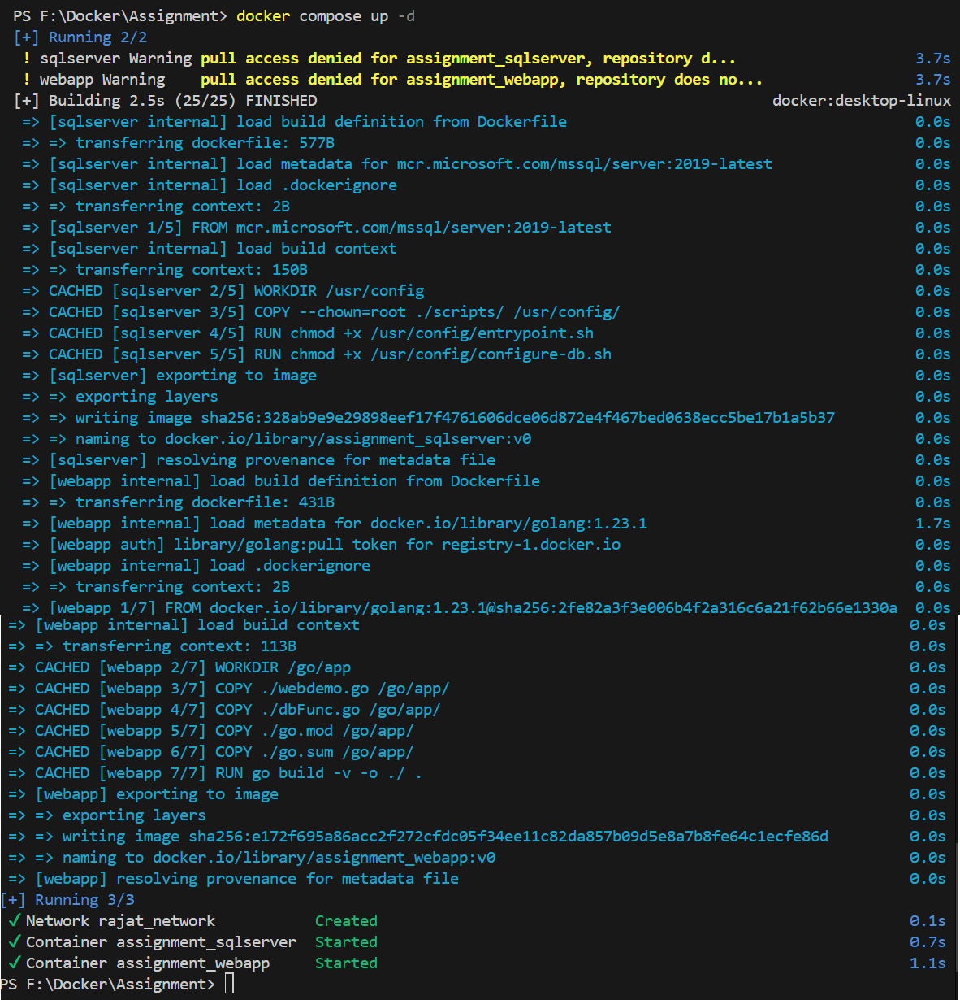 PS F:\Docker\Assignment> docker compose up -d
[+] Running 2/2
! sqlserver Warning pull access denied for assignment_sqlserver, repository d... 3.7s
! webapp Warning pull access denied for assignment_webapp, repository does no... 3.7s
[+] Building 2.5s (25/25) FINISHED docker:desktop-linux
=> [sqlserver internal] load build definition from Dockerfile 0.0s
=> => transferring dockerfile: 577B 0.0s
=> [sqlserver internal] load metadata for mcr.microsoft.com/mssql/server:2019-latest 0.0s
=> [sqlserver internal] load .dockerignore 0.0s
=> => transferring context: 2B 0.0s
=> [sqlserver 1/5] FROM mcr.microsoft.com/mssql/server:2019-latest 0.0s
=> [sqlserver internal] load build context 0.0s
=> => transferring context: 150B 0.0s
=> CACHED [sqlserver 2/5] WORKDIR /usr/config 0.0s
=> CACHED [sqlserver 3/5] COPY --chown=root ./scripts/ /usr/config/ 0.0s
=> CACHED [sqlserver 4/5] RUN chmod +x /usr/config/entrypoint.sh 0.0s
=> CACHED [sqlserver 5/5] RUN chmod +x /usr/config/configure-db.sh 0.0s
=> [sqlserver] exporting to image 0.0s
=> => exporting layers 0.0s
=> => writing image sha256:328ab9e9e29898eef17f4761606dce06d872e4f467bed0638ecc5be17b1a5b37 0.0s
=> => naming to docker.io/library/assignment_sqlserver:v0 0.0s
=> [sqlserver] resolving provenance for metadata file 0.0s
=> [webapp internal] load build definition from Dockerfile 0.0s
=> => transferring dockerfile: 431B 0.0s
=> [webapp internal] load metadata for docker.io/library/golang:1.23.1 1.7s
=> [webapp auth] library/golang:pull token for registry-1.docker.io 0.0s
=> [webapp internal] load .dockerignore 0.0s
=> => transferring context: 2B 0.0s
=> [webapp 1/7] FROM docker.io/library/golang:1.23.1@sha256:2fe82a3f3e006b4f2a316c6a21f62b66e1330a 0.0s
=> [webapp internal] load build context 0.0s
=> => transferring context: 113B 0.0s
=> CACHED [webapp 2/7] WORKDIR /go/app 0.0s
=> CACHED [webapp 3/7] COPY ./webdemo.go /go/app/ 0.0s
=> CACHED [webapp 4/7] COPY ./dbFunc.go /go/app/ 0.0s
=> CACHED [webapp 5/7] COPY ./go.mod /go/app/ 0.0s
=> CACHED [webapp 6/7] COPY ./go.sum /go/app/ 0.0s
=> CACHED [webapp 7/7] RUN go build -v -o ./ . 0.0s
=> [webapp] exporting to image 0.0s
=> => exporting layers 0.0s
=> => writing image sha256:e172f695a86acc2f272cfdc05f34ee11c82da857b09d5e8a7b8fe64c1ecfe86d 0.0s
=> => naming to docker.io/library/assignment_webapp:v0 0.0s
=> [webapp] resolving provenance for metadata file 0.0s
[+] Running 3/3
✓ Network rajat_network Created 0.1s
✓ Container assignment_sqlserver Started 0.7s
✓ Container assignment_webapp Started 1.1s
PS F:\Docker\Assignment>